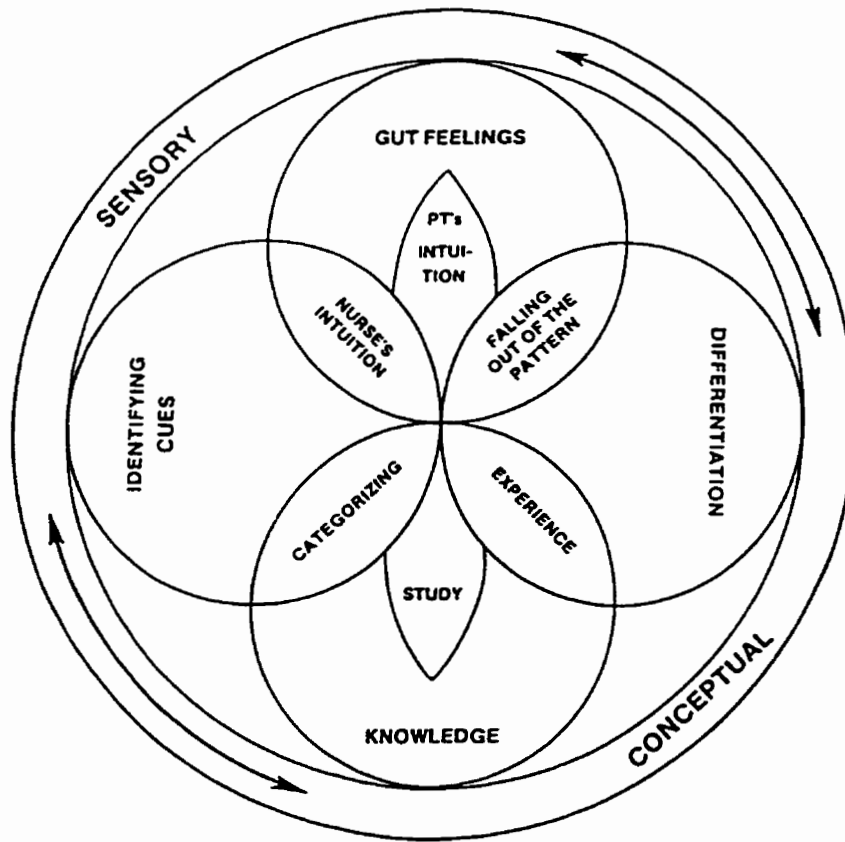 SENSORY
GUT FEELINGS
PT's
INTUI-
TION
NURSE'S
INTUITION
FALLING
OUT OF THE
PATTERN
IDENTIFYING
CUES
DIFFERENTIATION
CATEGORIZING
EXPERIENCE
STUDY
KNOWLEDGE
CONCEPTUAL